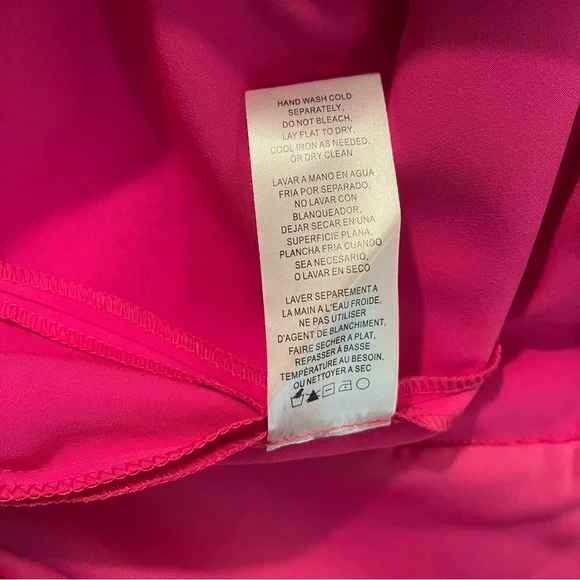 HAND WASH COLD
SEPARATELY,
DO NOT BLEACH,
LAY FLAT TO DRY,
COOL IRON AS NEEDED,
OR DRY CLEAN
LAVAR A MANO EN AGUA
FRIA POR SEPARADO,
NO LAVAR CON
BLANQUEADOR,
DEJAR SECAR EN UNA
SUPERFICIE PLANA,
PLANCHA FRIA CUANDO
SEA NECESARIO,
O LAVAR EN SECO
LAVER SEPAREMENT A
LA MAIN A L'EAU FROIDE,
NE PAS UTILISER
D'AGENT DE BLANCHIMENT,
FAIRE SECHER A PLAT,
REPASSER À BASSE
TEMPÉRATURE AU BESOIN,
OU NETTOYER A SEC